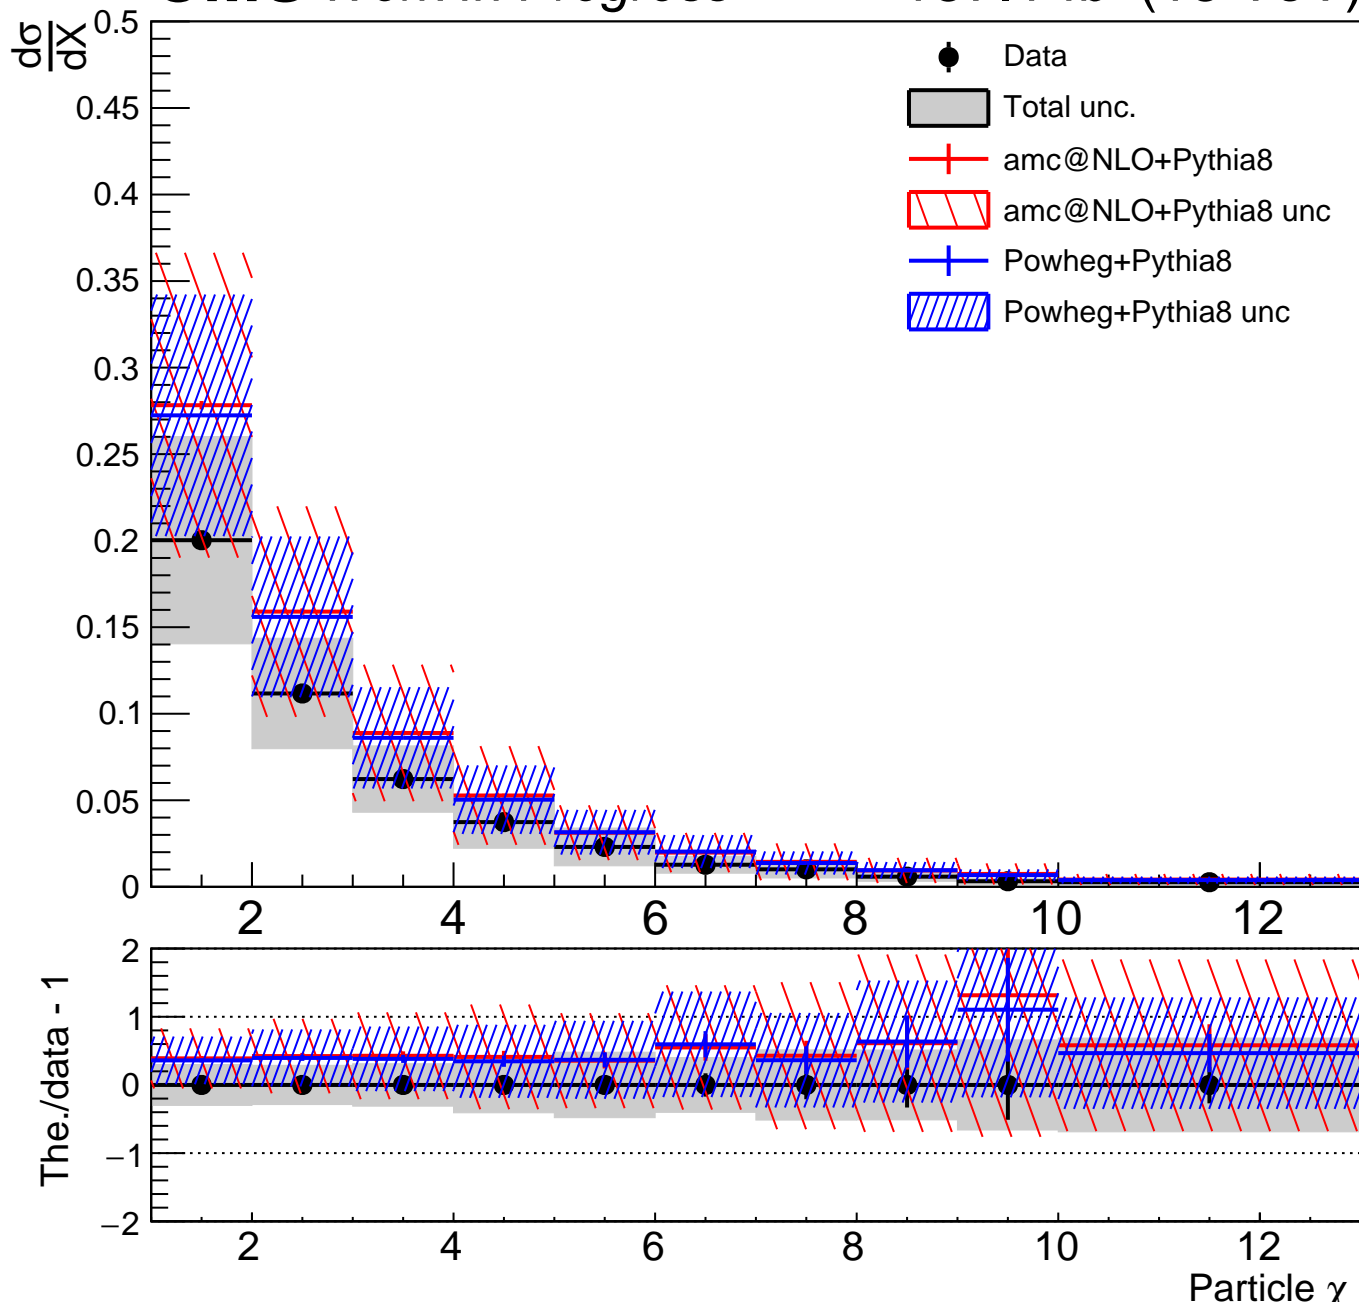 dσ
dX
Data
Total unc.
amc@NLO+Pythia8
amc@NLO+Pythia8 unc
Powheg+Pythia8
Powheg+Pythia8 unc
0.5
0.45
0.4
0.35
0.3
0.25
0.2
0.15
0.1
0.05
0
2 4 6 8 10 12
The./data - 1
2
1
0
−1
−2
2 4 6 8 10 12
Particle χ